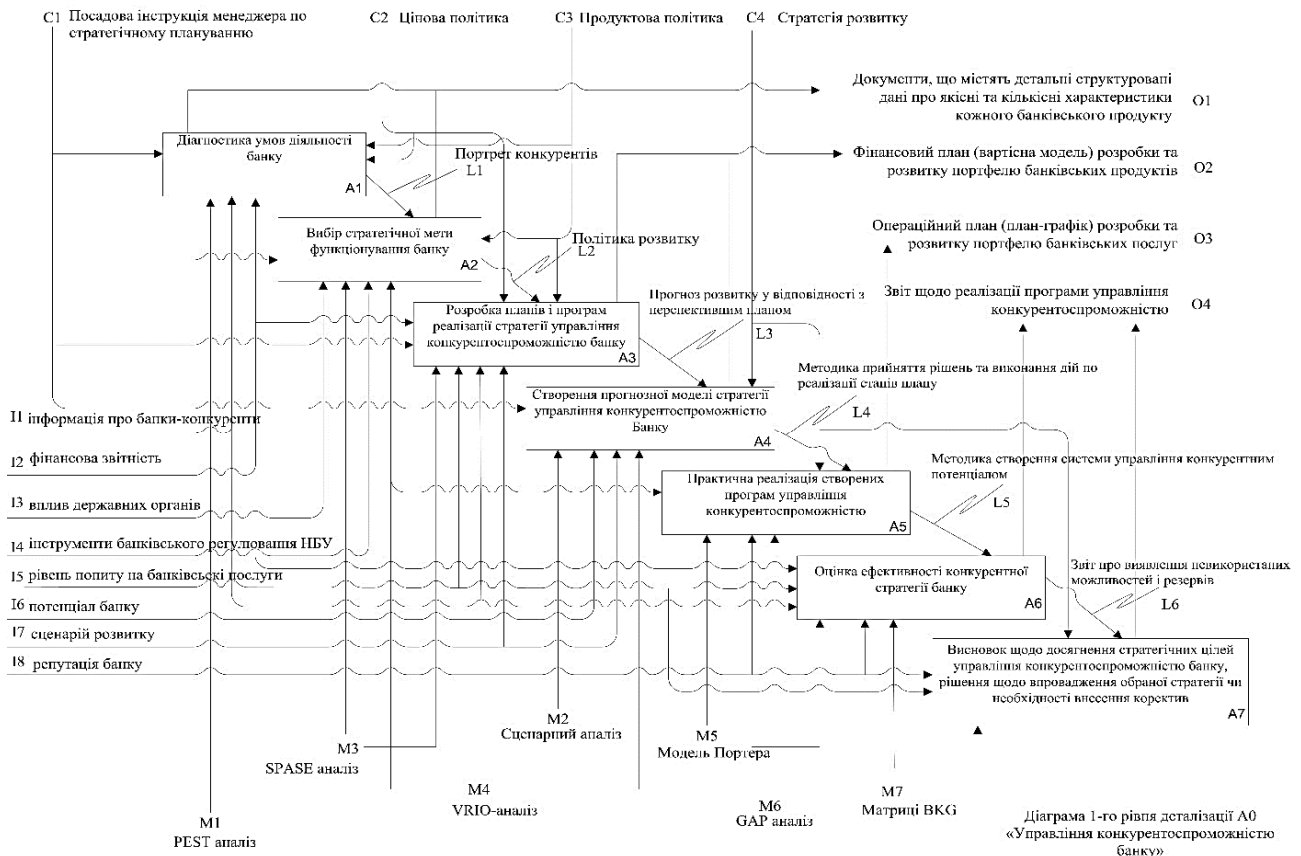 C1 Посадова інструкція менеджера по
стратегічному плануванню
C2 Цінова політика
C3 Продуктова політика
C4 Стратегія розвитку
Документи, що містять детальні структуровані
дані про якісні та кількісні характеристики
кожного банківського продукту
O1
Діагностика умов діяльності
банку
A1
Портрет конкурентів
L1
Фінансовий план (вартісна модель) розробки та
розвитку портфелю банківських продуктів
O2
Вибір стратегічної мети
функціонування банку
A2
Політика розвитку
L2
Операційний план (план-графік) розробки та
розвитку портфелю банківських послуг
O3
Розробка планів і програм
реалізації стратегії управління
конкурентоспроможністю банку
A3
Прогноз розвитку у відповідності з
перспективним планом
L3
Звіт щодо реалізації програми управління
конкурентоспроможністю
O4
Створення прогнозної моделі стратегії
управління конкурентоспроможністю
Банку
A4
Методика прийняття рішень та виконання дій по
реалізації етапів плану
L4
I1 інформація про банки-конкуренти
I2 фінансова звітність
I3 вплив державних органів
I4 інструменти банківського регулювання НБУ
I5 рівень попиту на банківські послуги
I6 потенціал банку
I7 сценарій розвитку
I8 репутація банку
Практична реалізація створених
програм управління
конкурентоспроможністю
A5
Методика створення системи управління конкурентним
потенціалом
L5
Оцінка ефективності конкурентної
стратегії банку
A6
Звіт про виявлення невикористаних
можливостей і резервів
L6
Висновок щодо досягнення стратегічних цілей
управління конкурентоспроможністю банку,
рішення щодо впровадження обраної стратегії чи
необхідності внесення коректив
A7
M2
Сценарний аналіз
M5
Модель Портера
M3
SPASE аналіз
M4
VRIO-аналіз
M7
Матриці BKG
M6
GAP аналіз
M1
PEST аналіз
Діаграма 1-го рівня деталізації А0
«Управління конкурентоспроможністю
банку»